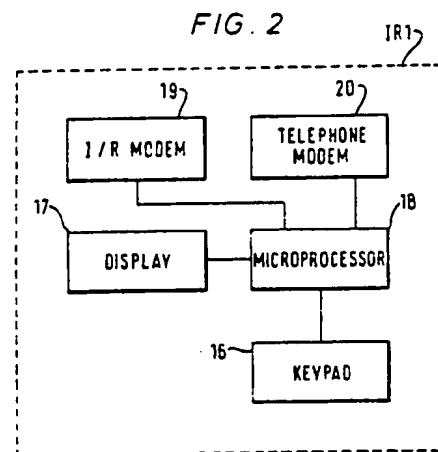 FIG. 2
IR1
19
20
I/R MODEM
TELEPHONE
MODEM
17
18
DISPLAY
MICROPROCESSOR
16
KEYPAD